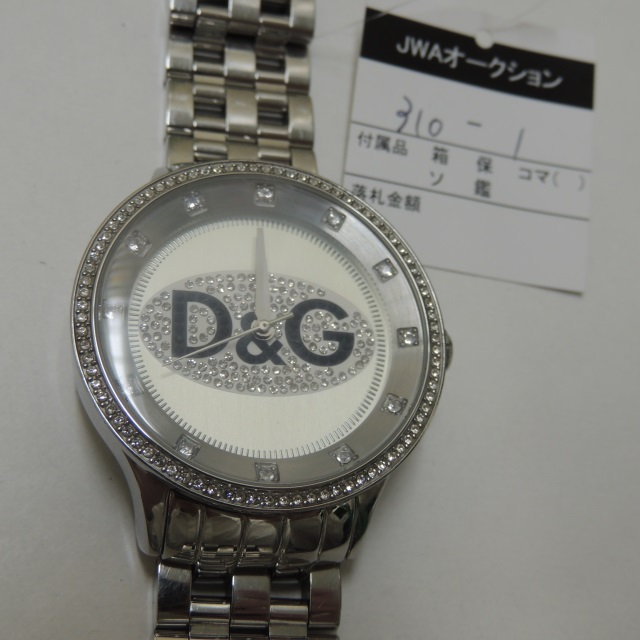 JWAオークション
310 - 1
付属品 箱 保 コマ( )
ソ 鑑
落札金額
D&G